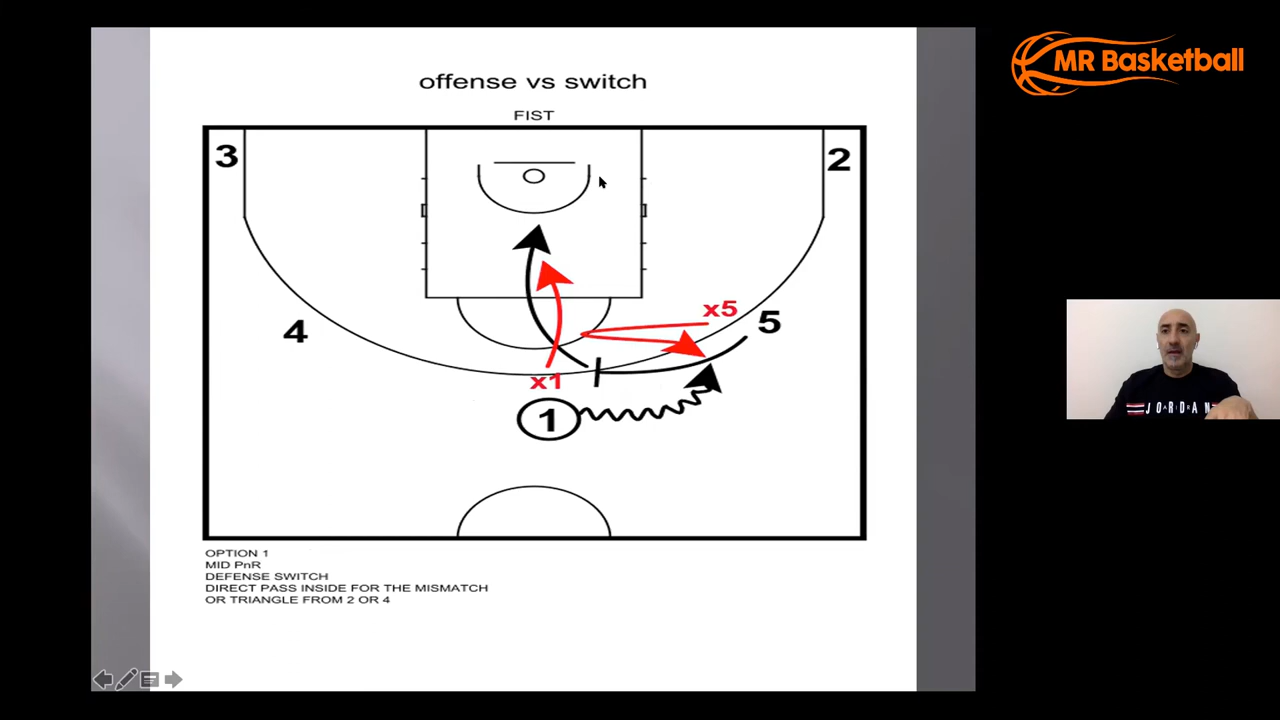 MR Basketball
offense vs switch
FIST
3
2
x5
5
4
x1
1
JORDAN
OPTION 1
MID PnR
DEFENSE SWITCH
DIRECT PASS INSIDE FOR THE MISMATCH
OR TRIANGLE FROM 2 OR 4